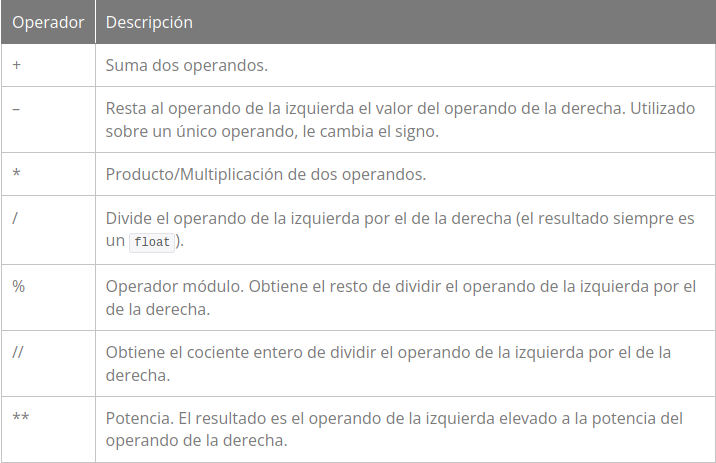 Operador Descripción
+ Suma dos operandos.
– Resta al operando de la izquierda el valor del operando de la derecha. Utilizado
sobre un único operando, le cambia el signo.
* Producto/Multiplicación de dos operandos.
/ Divide el operando de la izquierda por el de la derecha (el resultado siempre es
un float).
% Operador módulo. Obtiene el resto de dividir el operando de la izquierda por el
de la derecha.
// Obtiene el cociente entero de dividir el operando de la izquierda por el de la
derecha.
** Potencia. El resultado es el operando de la izquierda elevado a la potencia del
operando de la derecha.